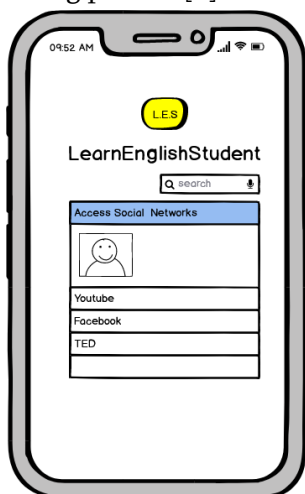 09:52 AM
L.E.S
LearnEnglishStudent
search
Access Social Networks
Youtube
Facebook
TED